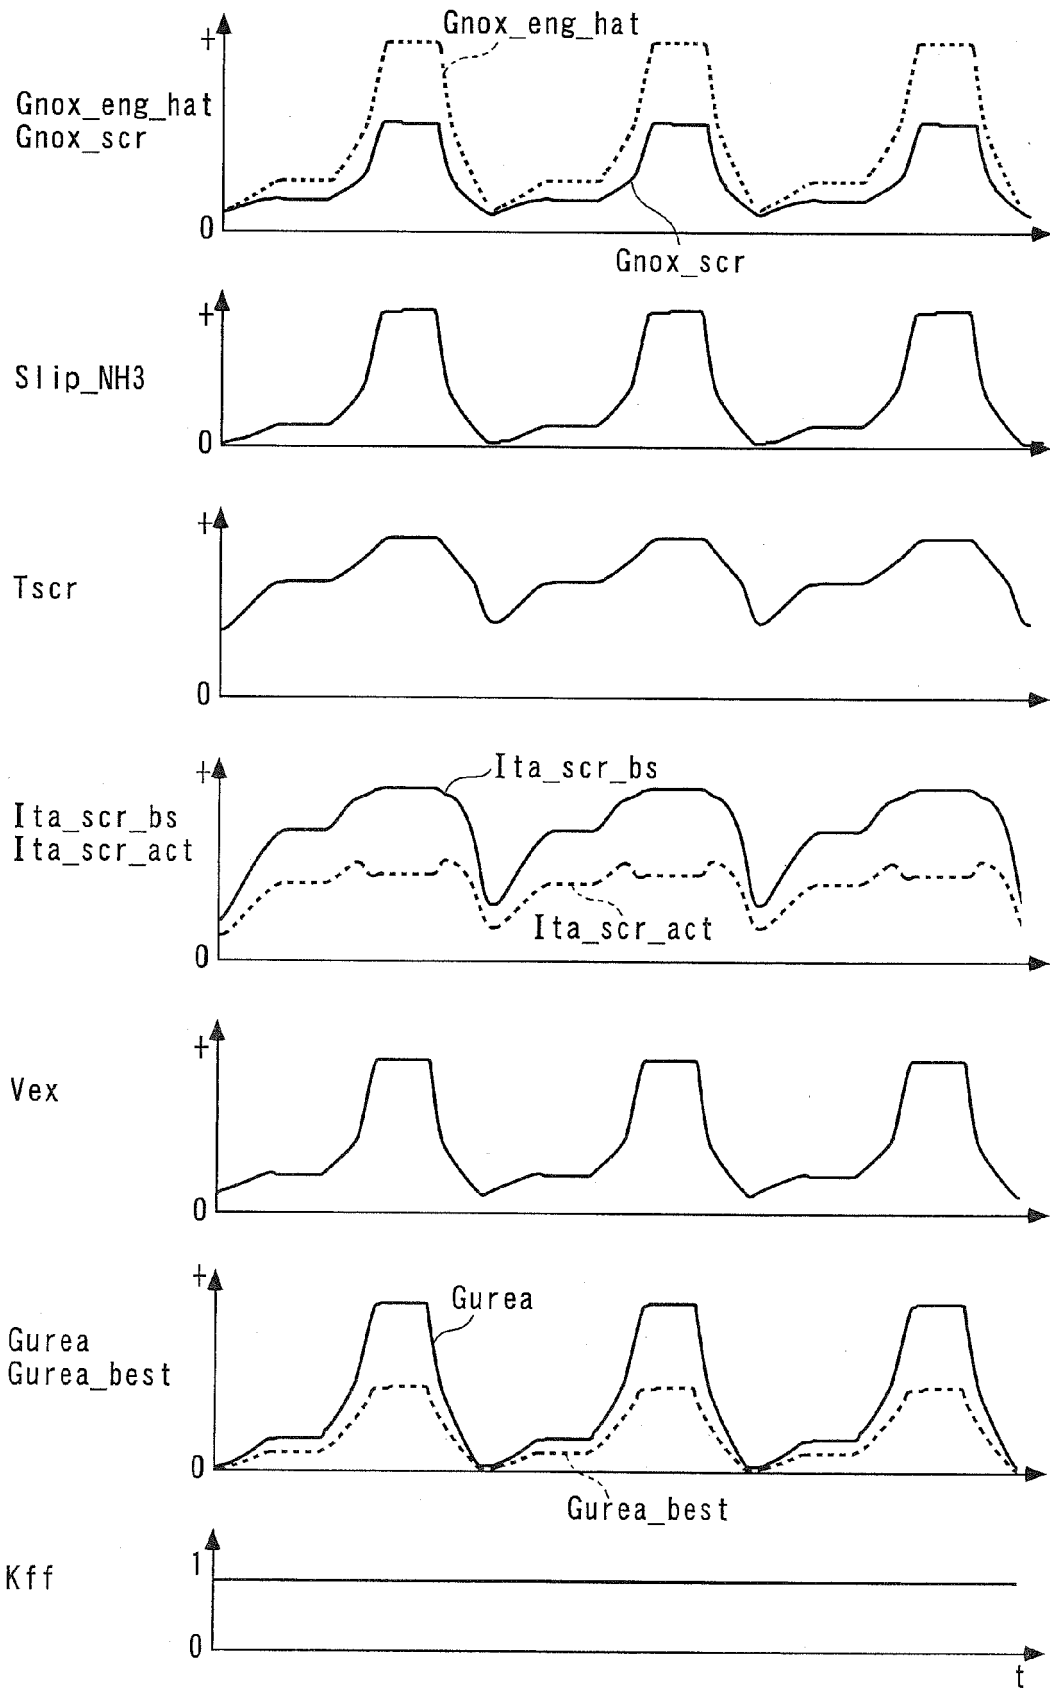 Gnox_eng_hat
+
Gnox_eng_hat
Gnox_scr
0
Gnox_scr
+
Slip_NH3
0
+
Tscr
0
+
Ita_scr_bs
Ita_scr_bs
Ita_scr_act
Ita_scr_act
0
+
Vex
0
+
Gurea
Gurea
Gurea_best
0
Gurea_best
1
Kff
0
t